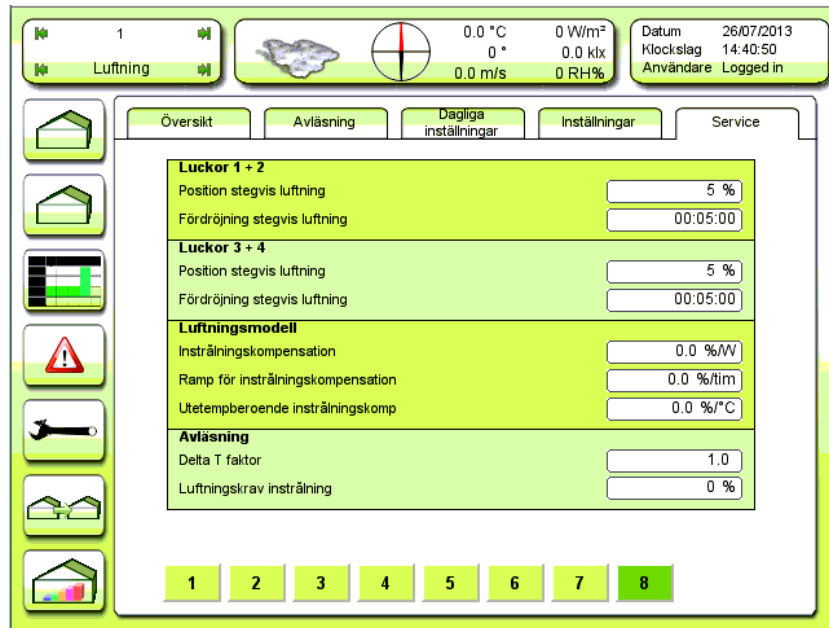 1
Luftning
0.0 °C 0 W/m²
0 ° 0.0 klx
0.0 m/s 0 RH%
Datum 26/07/2013
Klockslag 14:40:50
Användare Logged in
Översikt
Avläsning
Dagliga
inställningar
Inställningar
Service
Luckor 1 + 2
Position stegvis luftning 5 %
Fördröjning stegvis luftning 00:05:00
Luckor 3 + 4
Position stegvis luftning 5 %
Fördröjning stegvis luftning 00:05:00
Luftningsmodell
Instrålningskompensation 0.0 %/W
Ramp för instrålningskompensation 0.0 %/tim
Utetempberoende instrålningskomp 0.0 %/°C
Avläsning
Delta T faktor 1.0
Luftningskrav instrålning 0 %
1 2 3 4 5 6 7 8